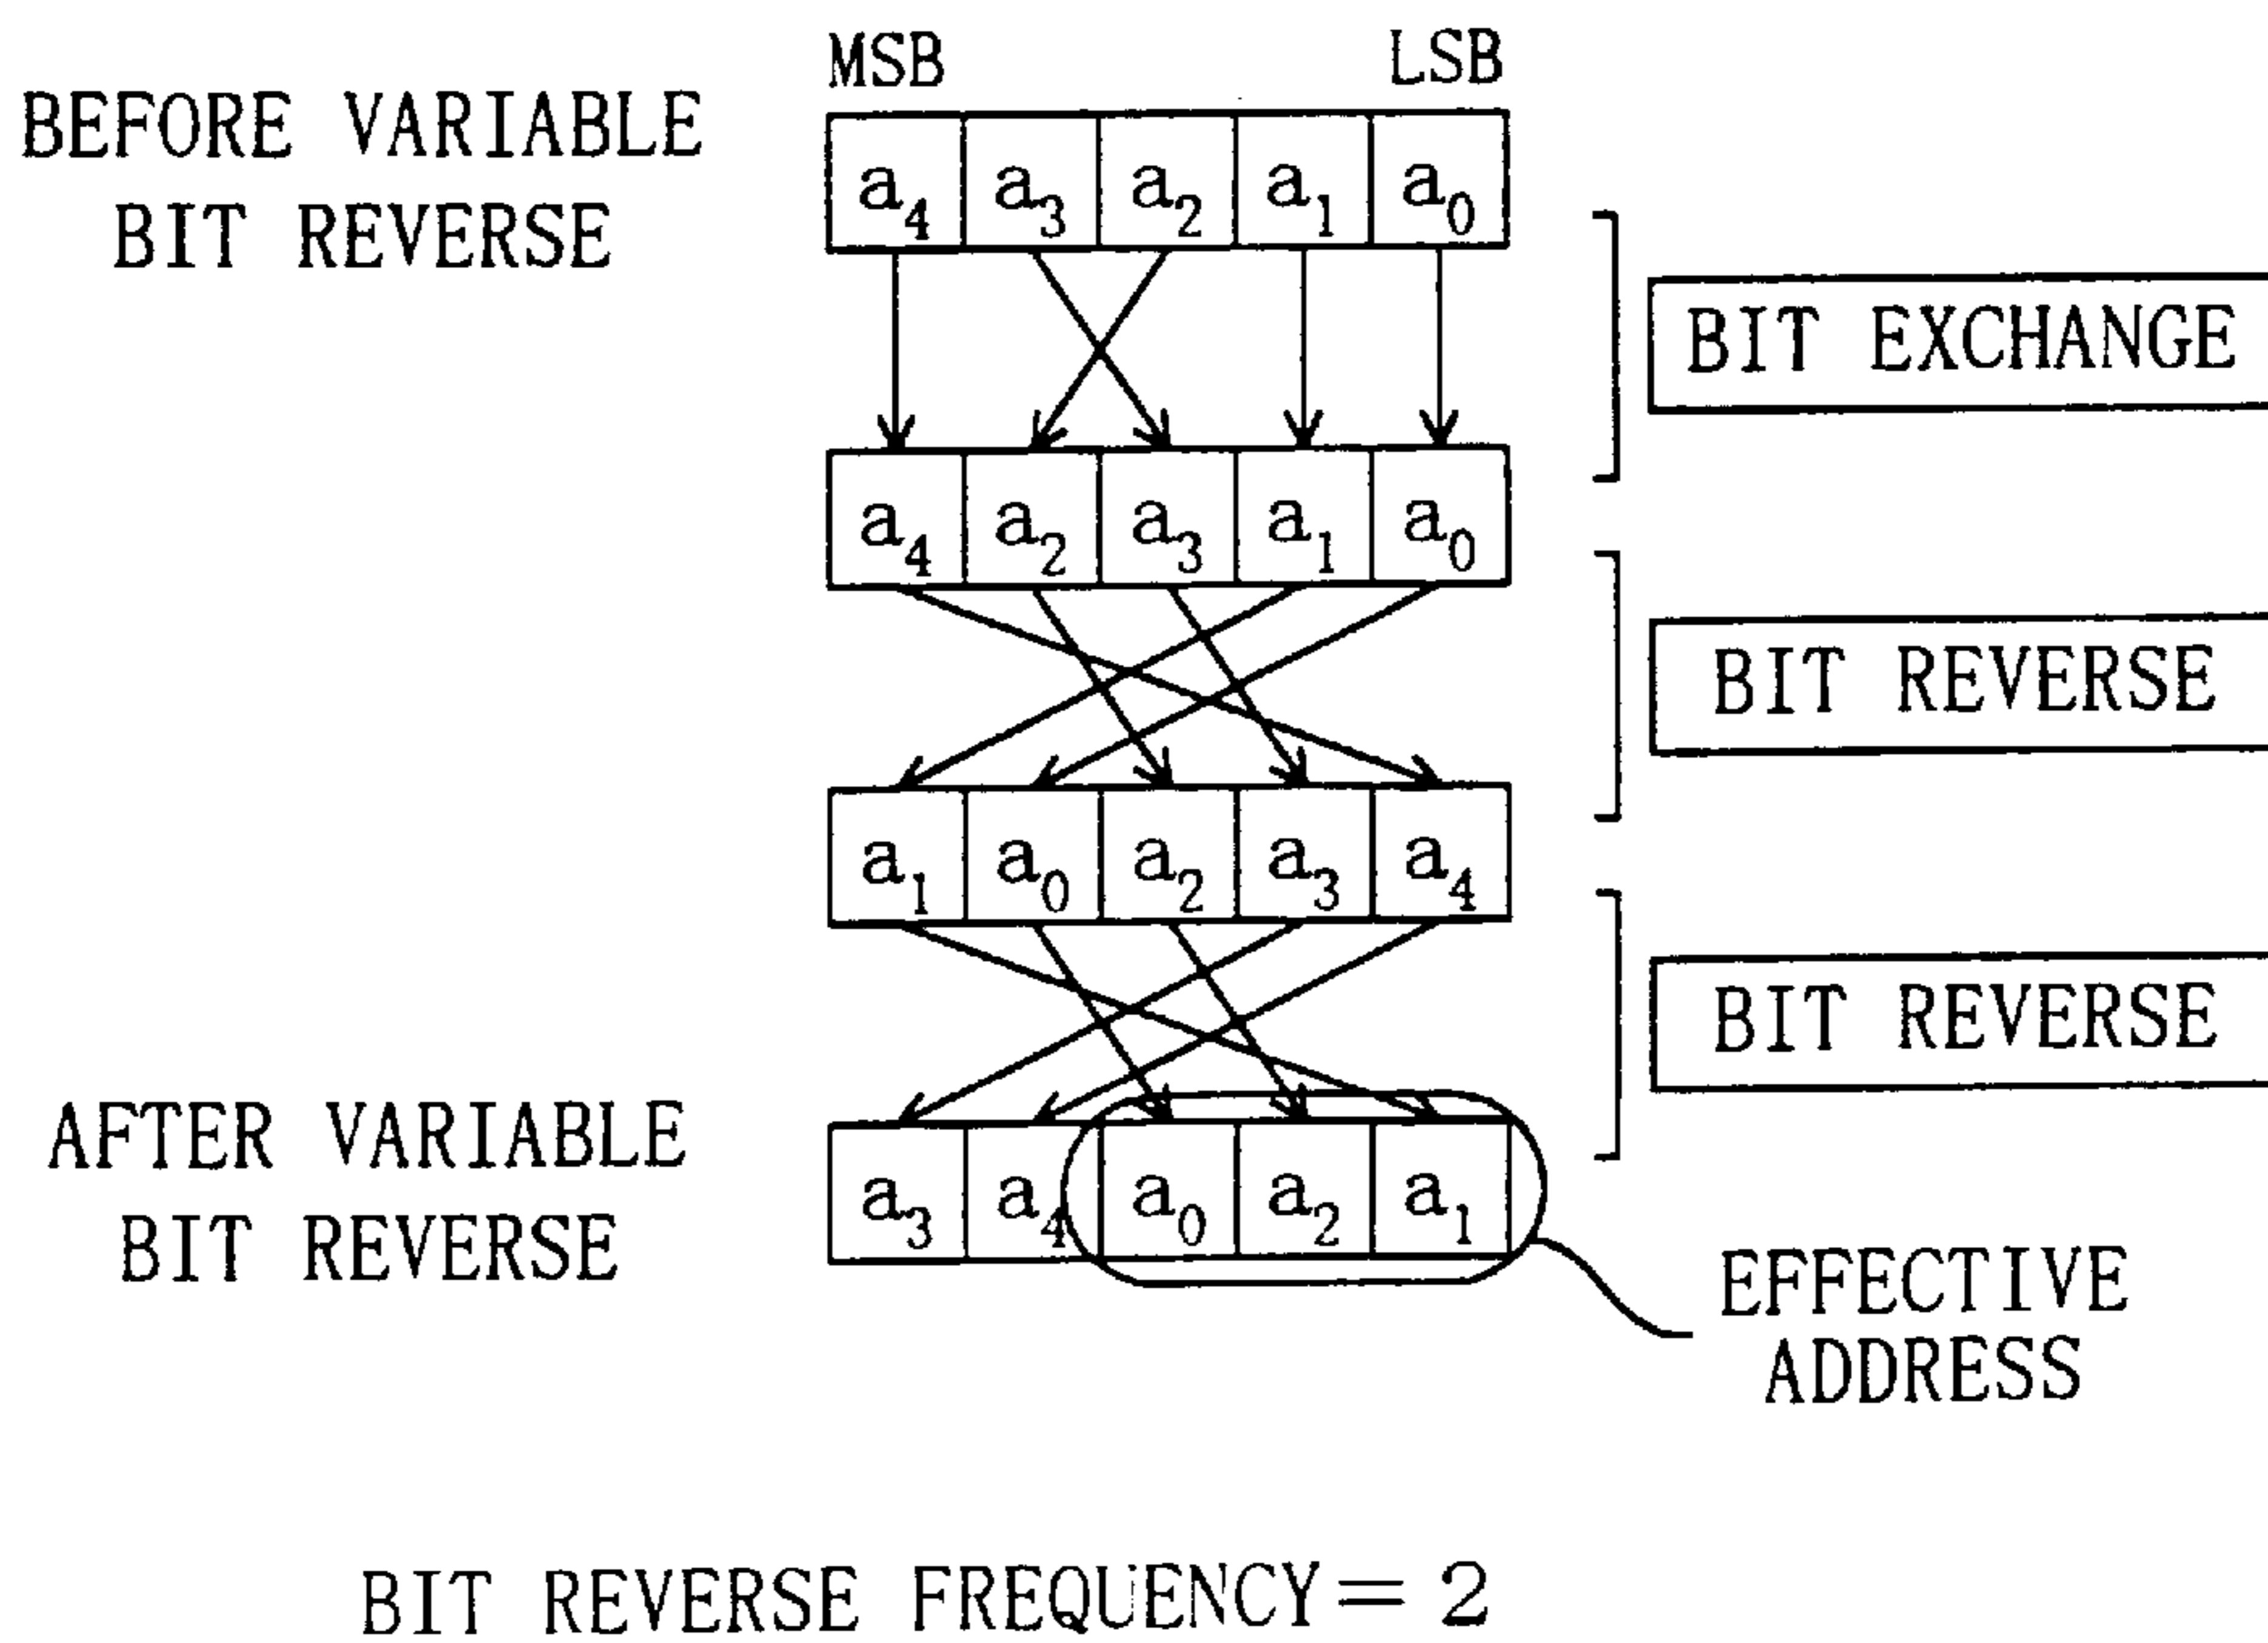 MSB LSB
BEFORE VARIABLE
BIT REVERSE
a₄ a₃ a₂ a₁ a₀
BIT EXCHANGE
a₄ a₂ a₃ a₁ a₀
BIT REVERSE
a₁ a₀ a₂ a₃ a₄
BIT REVERSE
AFTER VARIABLE
BIT REVERSE
a₃ a₄ a₀ a₂ a₁
EFFECTIVE
ADDRESS
BIT REVERSE FREQUENCY = 2